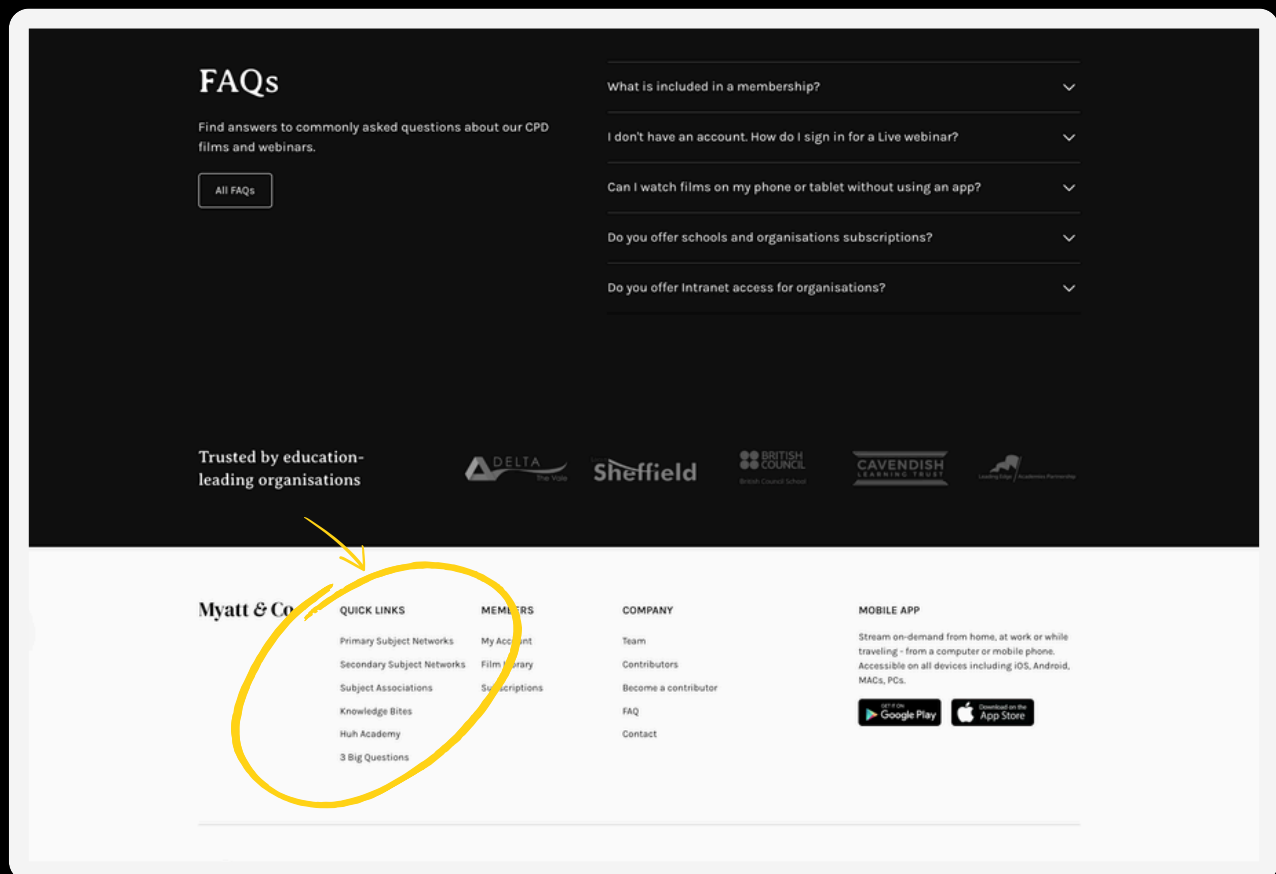 FAQs
Find answers to commonly asked questions about our CPD
films and webinars.
All FAQs
What is included in a membership?
I don't have an account. How do I sign in for a Live webinar?
Can I watch films on my phone or tablet without using an app?
Do you offer schools and organisations subscriptions?
Do you offer Intranet access for organisations?
Trusted by education-
leading organisations
DELTA
The Vale
Sheffield
BRITISH
COUNCIL
British Council School
CAVENDISH
LEARNING TRUST
Leading Edge Academies Partnership
Myatt & Co
QUICK LINKS
Primary Subject Networks
Secondary Subject Networks
Subject Associations
Knowledge Bites
Huh Academy
3 Big Questions
MEMBERS
My Account
Film Library
Subscriptions
COMPANY
Team
Contributors
Become a contributor
FAQ
Contact
MOBILE APP
Stream on-demand from home, at work or while
traveling - from a computer or mobile phone.
Accessible on all devices including iOS, Android,
MACs, PCs.
GET IT ON
Google Play
Download on the
App Store